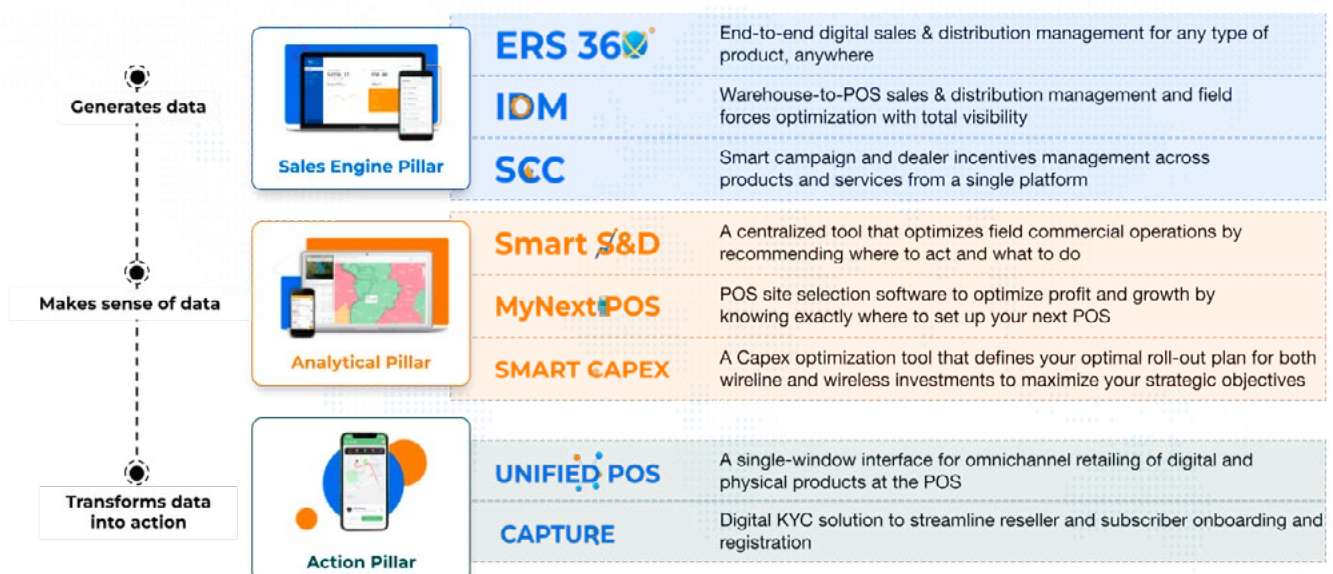 Generates data
Sales Engine Pillar
ERS 360
End-to-end digital sales & distribution management for any type of
product, anywhere
IDM
Warehouse-to-POS sales & distribution management and field
forces optimization with total visibility
SCC
Smart campaign and dealer incentives management across
products and services from a single platform
Makes sense of data
Analytical Pillar
Smart S&D
A centralized tool that optimizes field commercial operations by
recommending where to act and what to do
MyNext POS
POS site selection software to optimize profit and growth by
knowing exactly where to set up your next POS
SMART CAPEX
A Capex optimization tool that defines your optimal roll-out plan for both
wireline and wireless investments to maximize your strategic objectives
Transforms data
into action
Action Pillar
UNIFIED POS
A single-window interface for omnichannel retailing of digital and
physical products at the POS
CAPTURE
Digital KYC solution to streamline reseller and subscriber onboarding and
registration